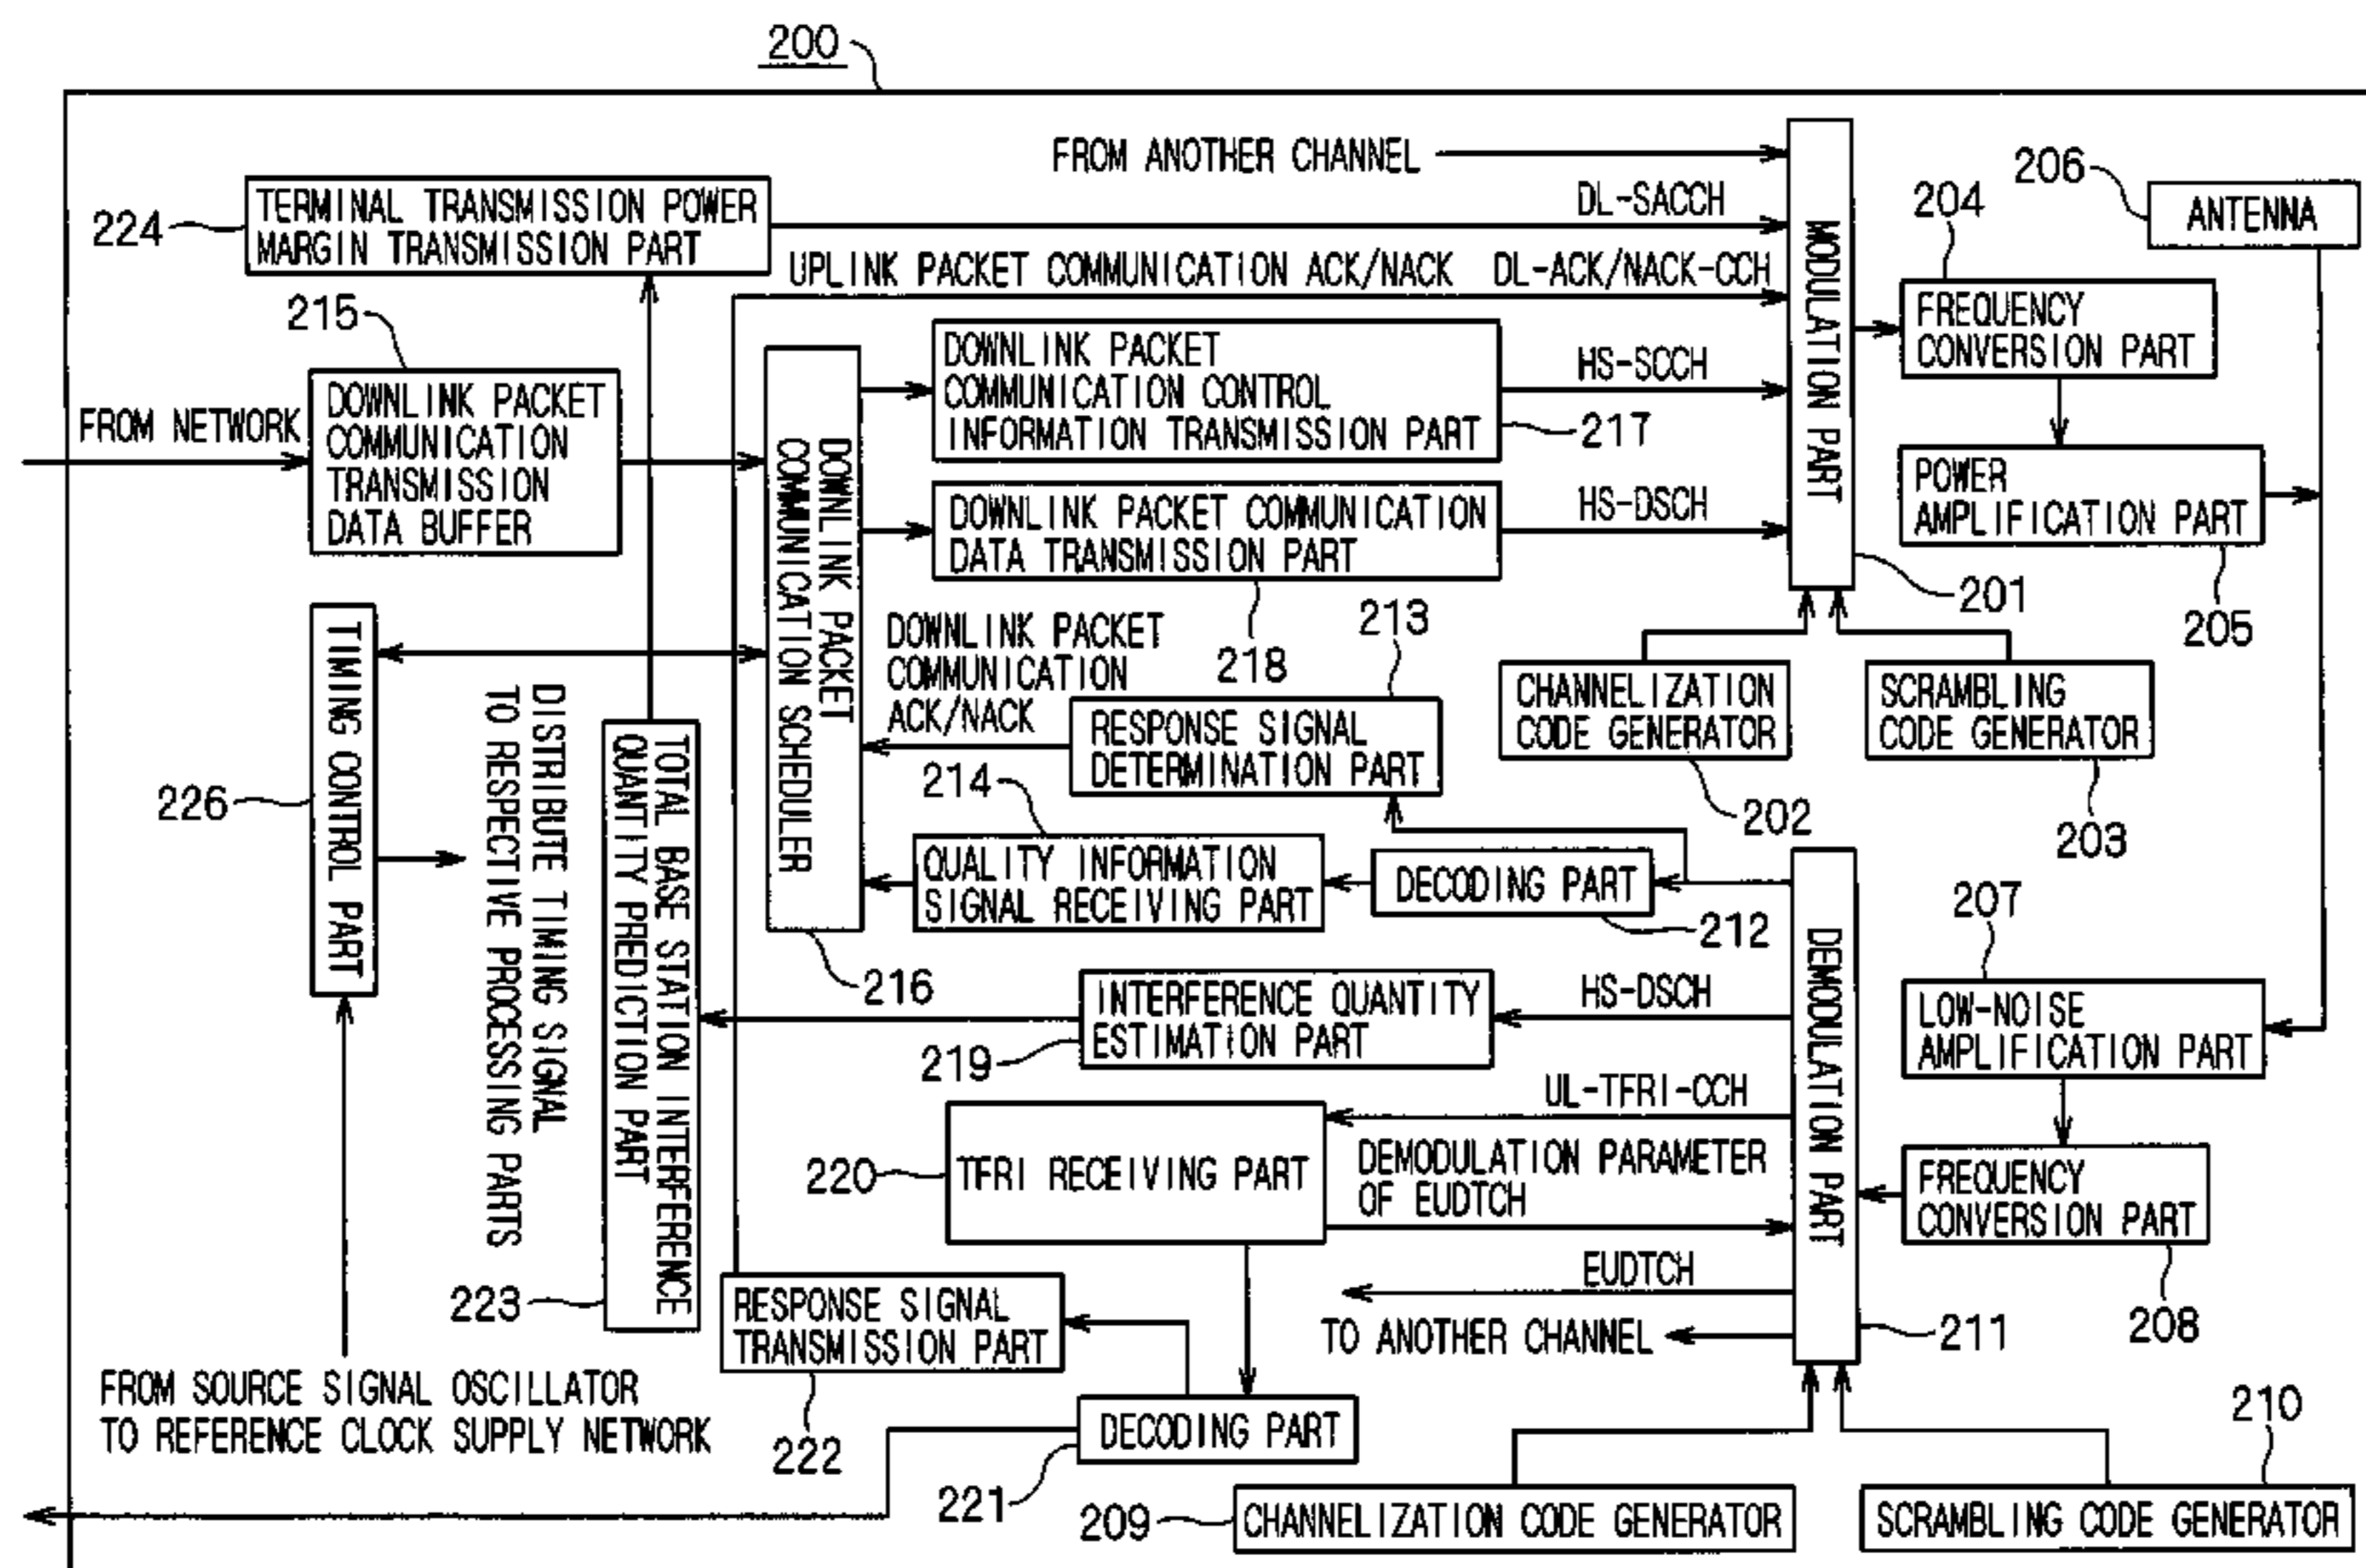 200
FROM ANOTHER CHANNEL
206
ANTENNA
204
TERMINAL TRANSMISSION POWER
MARGIN TRANSMISSION PART
224
DL-SACCH
UPLINK PACKET COMMUNICATION ACK/NACK DL-ACK/NACK-CCH
MODULATION PART
FREQUENCY
CONVERSION PART
215
FROM NETWORK
DOWNLINK PACKET
COMMUNICATION
TRANSMISSION
DATA BUFFER
DOWNLINK PACKET
COMMUNICATION SCHEDULER
DOWNLINK PACKET
COMMUNICATION CONTROL
INFORMATION TRANSMISSION PART
HS-SCCH
217
POWER
AMPLIFICATION PART
DOWNLINK PACKET COMMUNICATION
DATA TRANSMISSION PART
HS-DSCH
201
205
218
213
DOWNLINK PACKET
COMMUNICATION
ACK/NACK
CHANNELIZATION
CODE GENERATOR
SCRAMBLING
CODE GENERATOR
202
203
TIMING CONTROL PART
226
DISTRIBUTE TIMING SIGNAL
TO RESPECTIVE PROCESSING PARTS
TOTAL BASE STATION INTERFERENCE
QUANTITY PREDICTION PART
RESPONSE SIGNAL
DETERMINATION PART
214
QUALITY INFORMATION
SIGNAL RECEIVING PART
DECODING PART
212
207
216
INTERFERENCE QUANTITY
ESTIMATION PART
219
HS-DSCH
DEMODULATION PART
LOW-NOISE
AMPLIFICATION PART
UL-TFRI-CCH
220
TFRI RECEIVING PART
DEMODULATION PARAMETER
OF EUDTCH
FREQUENCY
CONVERSION PART
208
EUDTCH
TO ANOTHER CHANNEL
211
223
RESPONSE SIGNAL
TRANSMISSION PART
222
FROM SOURCE SIGNAL OSCILLATOR
TO REFERENCE CLOCK SUPPLY NETWORK
DECODING PART
221
210
209
CHANNELIZATION CODE GENERATOR
SCRAMBLING CODE GENERATOR